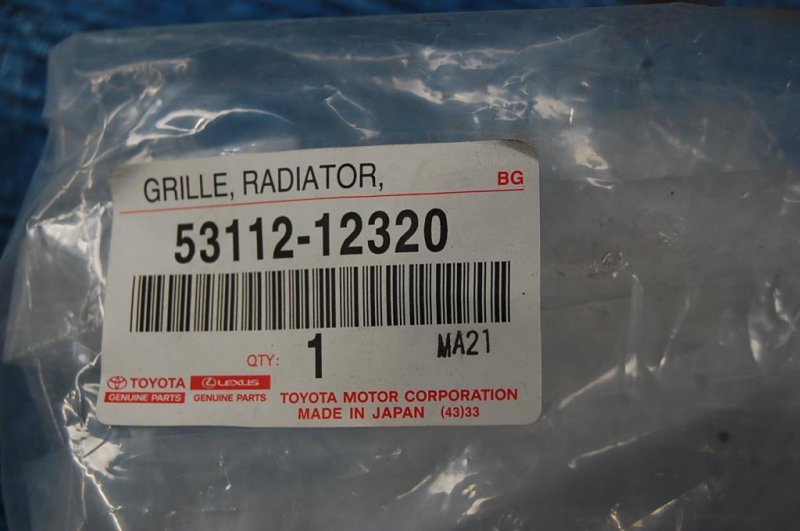 GRILLE, RADIATOR,
BG
53112-12320
QTY: 1
MA21
TOYOTA
GENUINE PARTS
LEXUS
GENUINE PARTS
TOYOTA MOTOR CORPORATION
MADE IN JAPAN (43)33